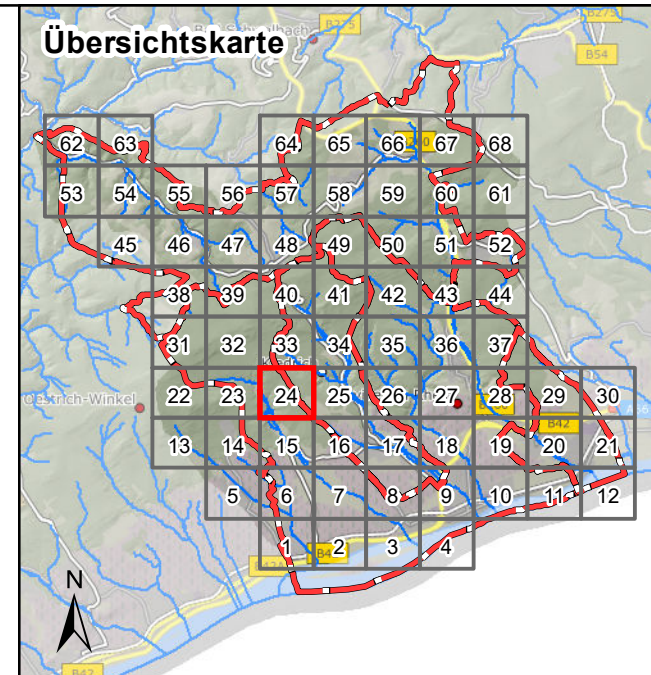 Übersichtskarte
B275
B54
62 63 64 65 66 67 68
53 54 55 56 57 58 59 60 61
45 46 47 48 49 50 51 52
38 39 40 41 42 43 44
31 32 33 34 35 36 37
22 23 24 25 26 27 28 29 30
Oestrich-Winkel
B42
13 14 15 16 17 18 19 20 21
5 6 7 8 9 10 11 12
1 2 3 4
N
B42